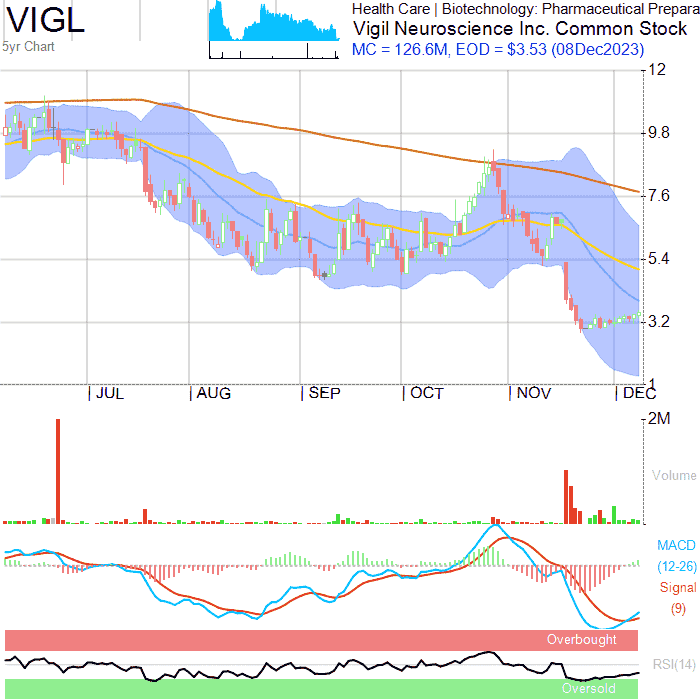 VIGL
5yr Chart
Health Care | Biotechnology: Pharmaceutical Prepara
Vigil Neuroscience Inc. Common Stock
MC = 126.6M, EOD = $3.53 (08Dec2023)
12
9.8
7.6
5.4
3.2
1
JUL
AUG
SEP
OCT
NOV
DEC
2M
Volume
MACD
(12-26)
Signal
(9)
Overbought
RSI(14)
Oversold